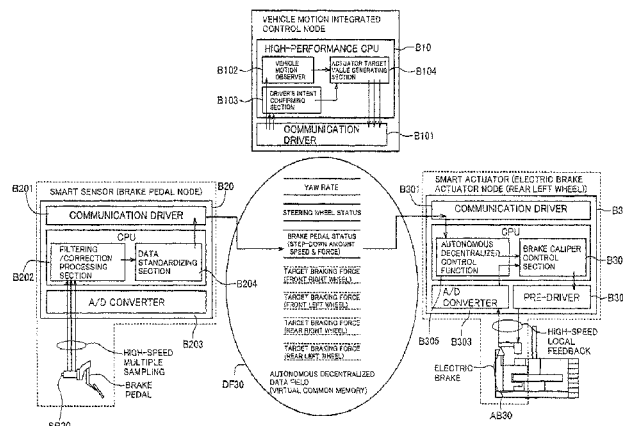 VEHICLE MOTION INTEGRATED
CONTROL NODE
HIGH-PERFORMANCE CPU
B10
B102
VEHICLE
MOTION
OBSERVER
ACTUATOR TARGET
VALUE GENERATING
SECTION
B104
B103
DRIVER'S INTENT
CONFIRMING
SECTION
COMMUNICATION
DRIVER
B101
SMART SENSOR (BRAKE PEDAL NODE)
B201
B20
COMMUNICATION DRIVER
CPU
B202
FILTERING
/CORRECTION
PROCESSING
SECTION
DATA
STANDARDIZING
SECTION
B204
A/D CONVERTER
B203
HIGH-SPEED
MULTIPLE
SAMPLING
BRAKE
PEDAL
SB20
YAW RATE
STEERING WHEEL STATUS
BRAKE PEDAL STATUS
(STEP-DOWN AMOUNT
SPEED & FORCE)
TARGET BRAKING FORCE
(FRONT RIGHT WHEEL)
TARGET BRAKING FORCE
(FRONT LEFT WHEEL)
TARGET BRAKING FORCE
(REAR RIGHT WHEEL)
TARGET BRAKING FORCE
(REAR LEFT WHEEL)
AUTONOMOUS DECENTRALIZED
DATA FIELD
(VIRTUAL COMMON MEMORY)
DF30
SMART ACTUATOR (ELECTRIC BRAKE
ACTUATOR NODE (REAR LEFT WHEEL))
B301
B3
COMMUNICATION DRIVER
CPU
AUTONOMOUS
DECENTRALIZED
CONTROL
FUNCTION
BRAKE CALIPER
CONTROL
SECTION
B30
A/D
CONVERTER
PRE-DRIVER
B30
B305
B303
HIGH-SPEED
LOCAL
FEEDBACK
ELECTRIC
BRAKE
AB30